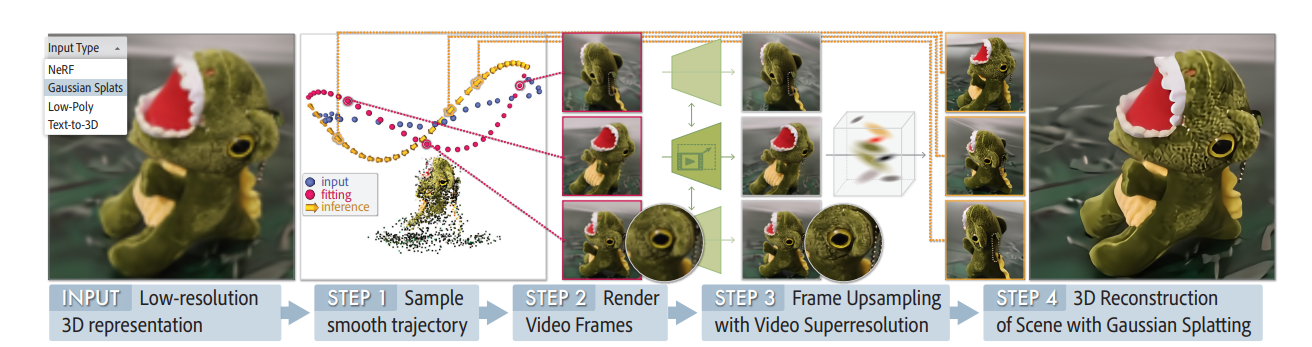 Input Type
NeRF
Gaussian Splats
Low-Poly
Text-to-3D
input
fitting
inference
INPUT Low-resolution
3D representation
STEP 1 Sample
smooth trajectory
STEP 2 Render
Video Frames
STEP 3 Frame Upsampling
with Video Superresolution
STEP 4 3D Reconstruction
of Scene with Gaussian Splatting